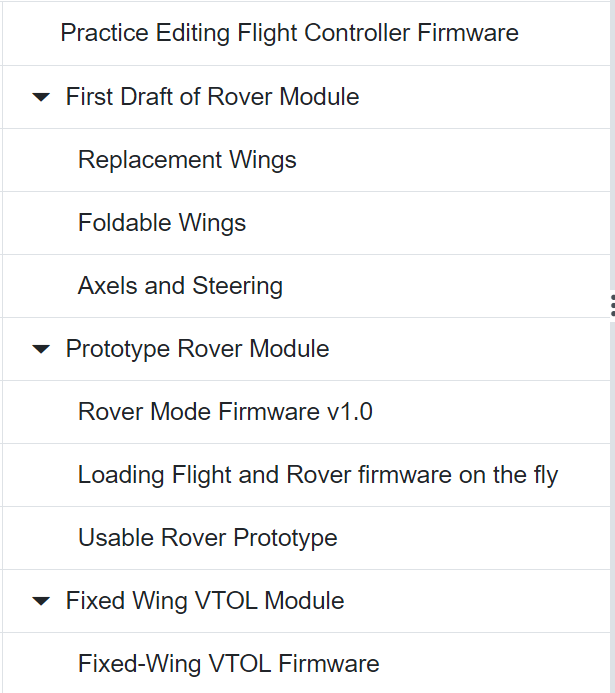 Practice Editing Flight Controller Firmware
First Draft of Rover Module
Replacement Wings
Foldable Wings
Axels and Steering
Prototype Rover Module
Rover Mode Firmware v1.0
Loading Flight and Rover firmware on the fly
Usable Rover Prototype
Fixed Wing VTOL Module
Fixed-Wing VTOL Firmware